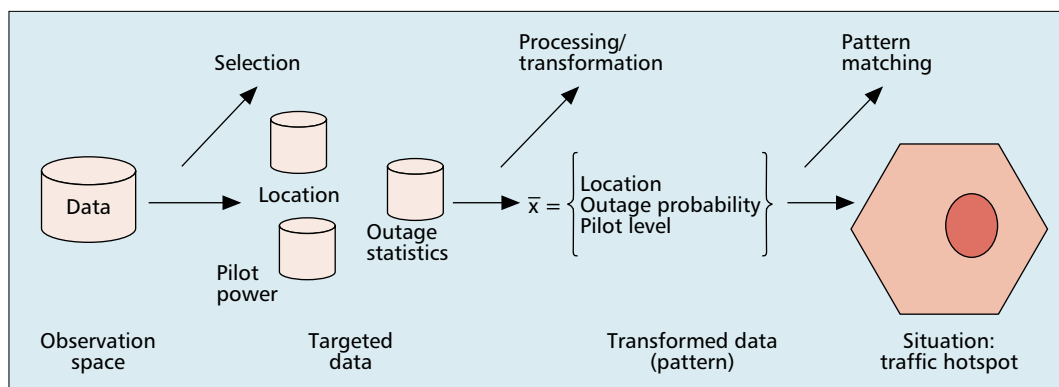 Selection
Processing/
transformation
Pattern
matching
Data
Location
Pilot
power
Outage
statistics
x̄ =
Location
Outage probability
Pilot level
Observation
space
Targeted
data
Transformed data
(pattern)
Situation:
traffic hotspot